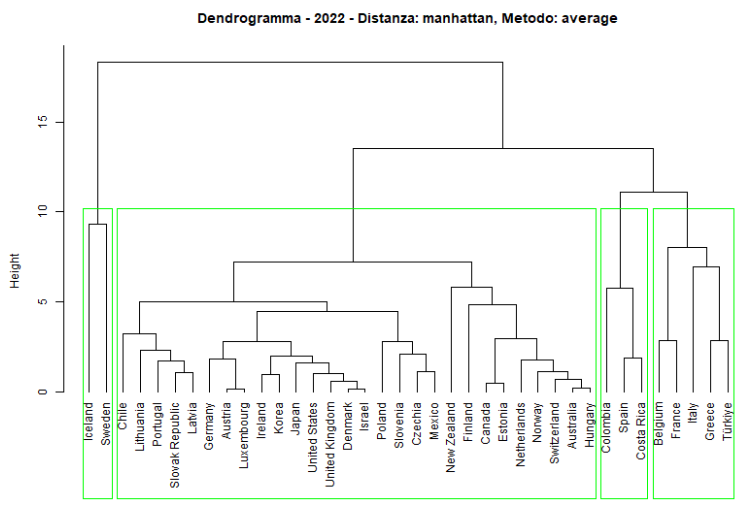 Dendrogramma - 2022 - Distanza: manhattan, Metodo: average
Height
15
10
5
0
Iceland
Sweden
Chile
Lithuania
Portugal
Slovak Republic
Latvia
Germany
Austria
Luxembourg
Ireland
Korea
Japan
United States
United Kingdom
Denmark
Israel
Poland
Slovenia
Czechia
Mexico
New Zealand
Finland
Canada
Estonia
Netherlands
Norway
Switzerland
Australia
Hungary
Colombia
Spain
Costa Rica
Belgium
France
Italy
Greece
Türkiye